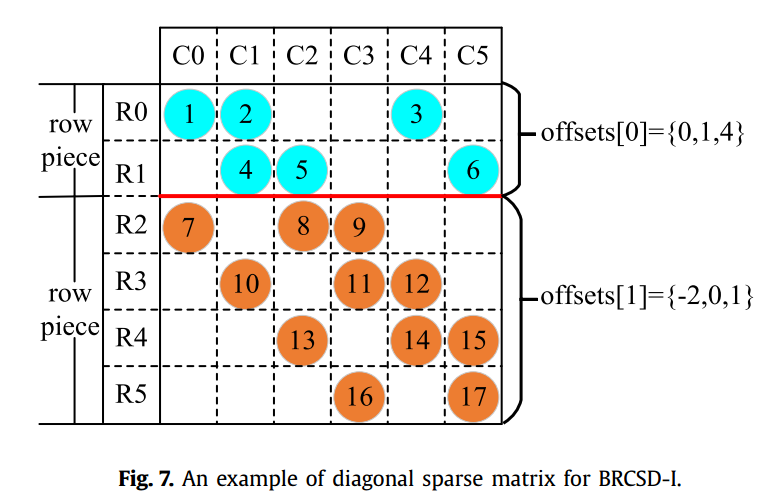 C0 C1 C2 C3 C4 C5
row piece
R0 1 2 3
offsets[0]={0,1,4}
R1 4 5 6
row piece
R2 7 8 9
R3 10 11 12
offsets[1]={-2,0,1}
R4 13 14 15
R5 16 17
Fig. 7. An example of diagonal sparse matrix for BRCSD-I.